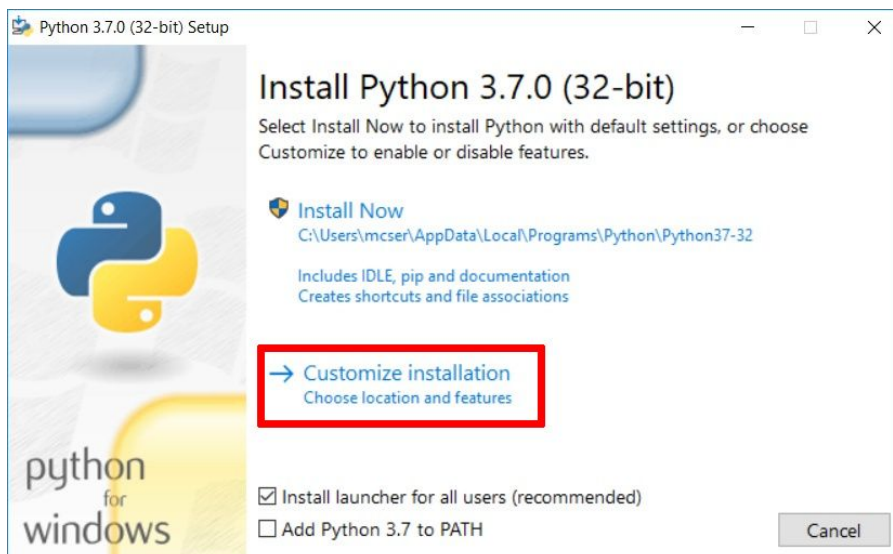 Python 3.7.0 (32-bit) Setup
Install Python 3.7.0 (32-bit)
Select Install Now to install Python with default settings, or choose
Customize to enable or disable features.
Install Now
C:\Users\mcser\AppData\Local\Programs\Python\Python37-32
Includes IDLE, pip and documentation
Creates shortcuts and file associations
Customize installation
Choose location and features
python
for
windows
Install launcher for all users (recommended)
Add Python 3.7 to PATH
Cancel